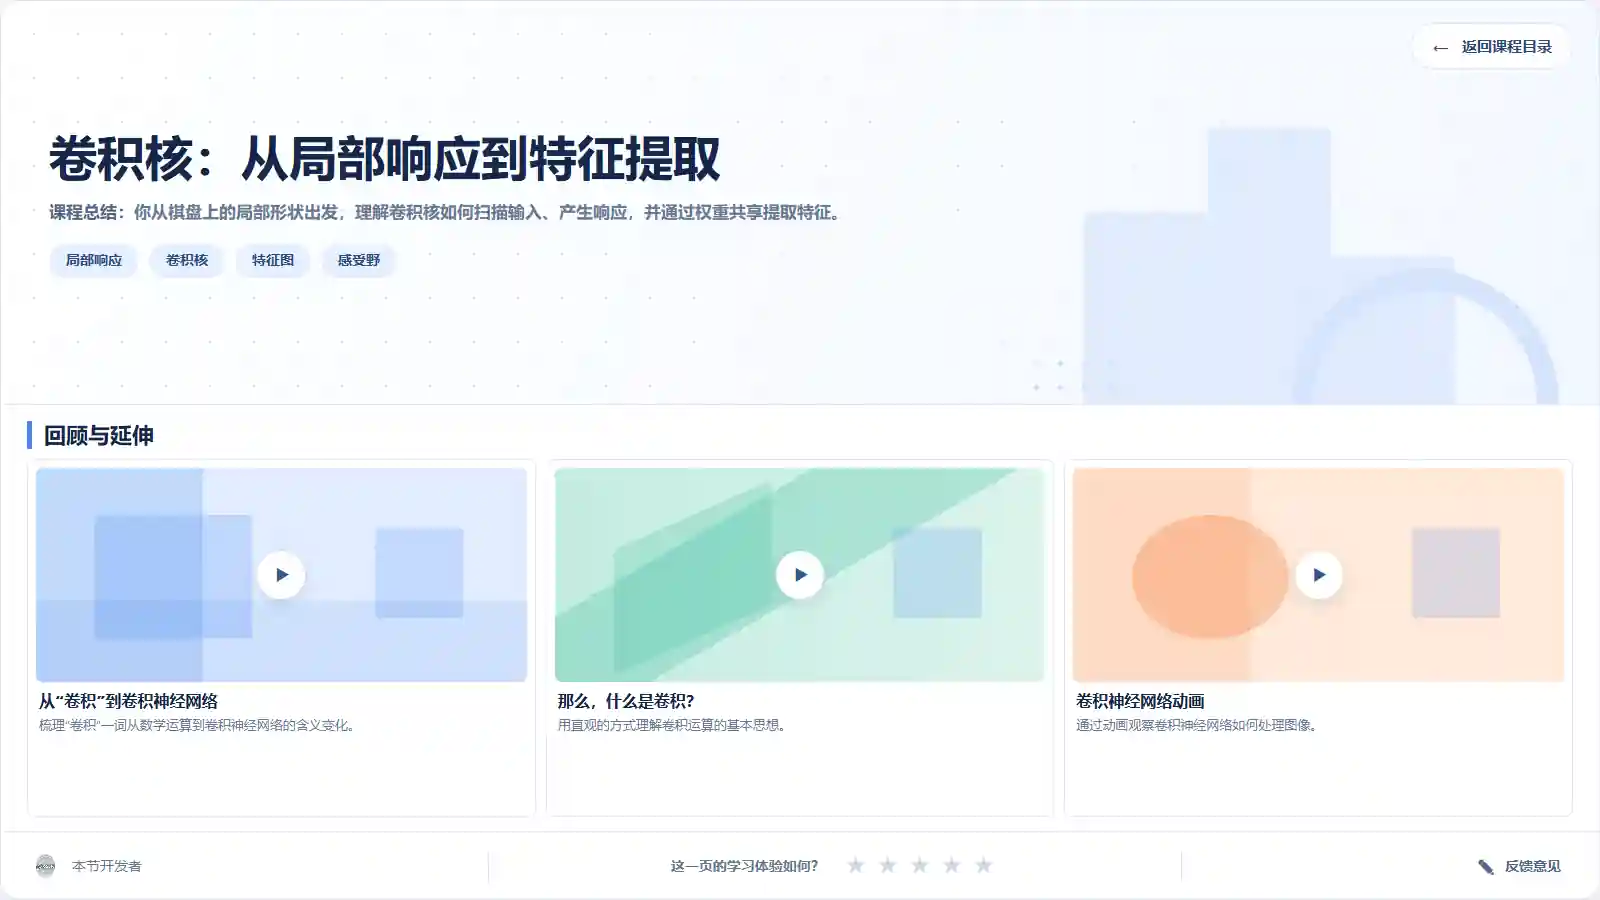 ← 返回课程目录
卷积核：从局部响应到特征提取
课程总结：你从棋盘上的局部形状出发，理解卷积核如何扫描输入、产生响应，并通过权重共享提取特征。
局部响应 卷积核 特征图 感受野
回顾与延伸
从“卷积”到卷积神经网络
梳理“卷积”一词从数学运算到卷积神经网络的含义变化。
那么，什么是卷积？
用直观的方式理解卷积运算的基本思想。
卷积神经网络动画
通过动画观察卷积神经网络如何处理图像。
本节开发者
这一页的学习体验如何？
反馈意见